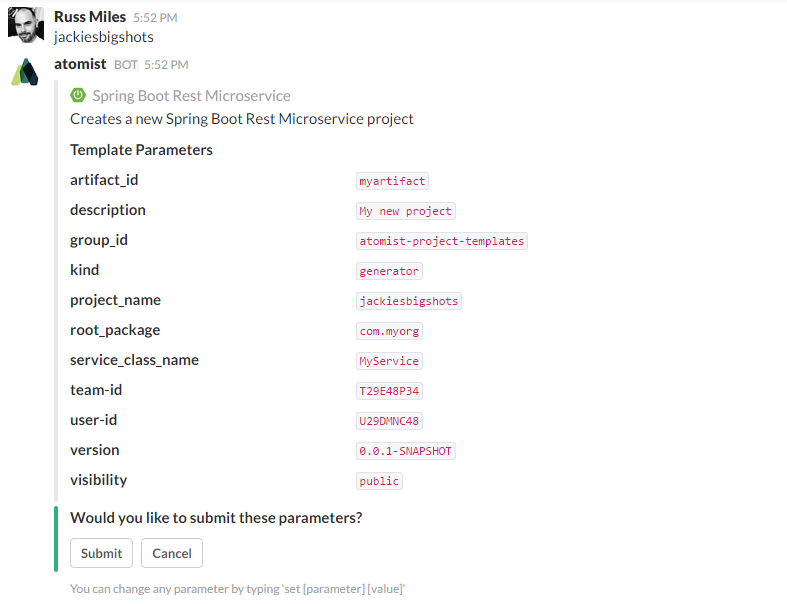 Russ Miles 5:52 PM
jackiesbigshots
atomist BOT 5:52 PM
Spring Boot Rest Microservice
Creates a new Spring Boot Rest Microservice project
Template Parameters
artifact_id myartifact
description My new project
group_id atomist-project-templates
kind generator
project_name jackiesbigshots
root_package com.myorg
service_class_name MyService
team-id T29E48P34
user-id U29DMNC48
version 0.0.1-SNAPSHOT
visibility public
Would you like to submit these parameters?
Submit Cancel
You can change any parameter by typing 'set [parameter] [value]'